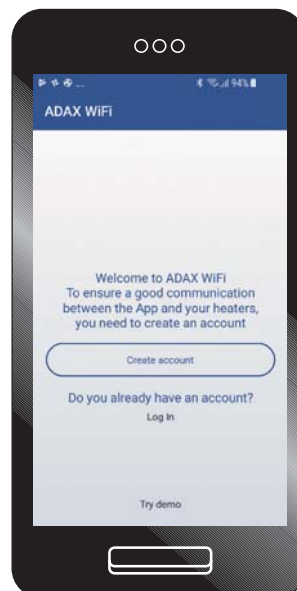 94%
ADAX WiFi
Welcome to ADAX WiFi
To ensure a good communication
between the App and your heaters,
you need to create an account
Create account
Do you already have an account?
Log In
Try demo